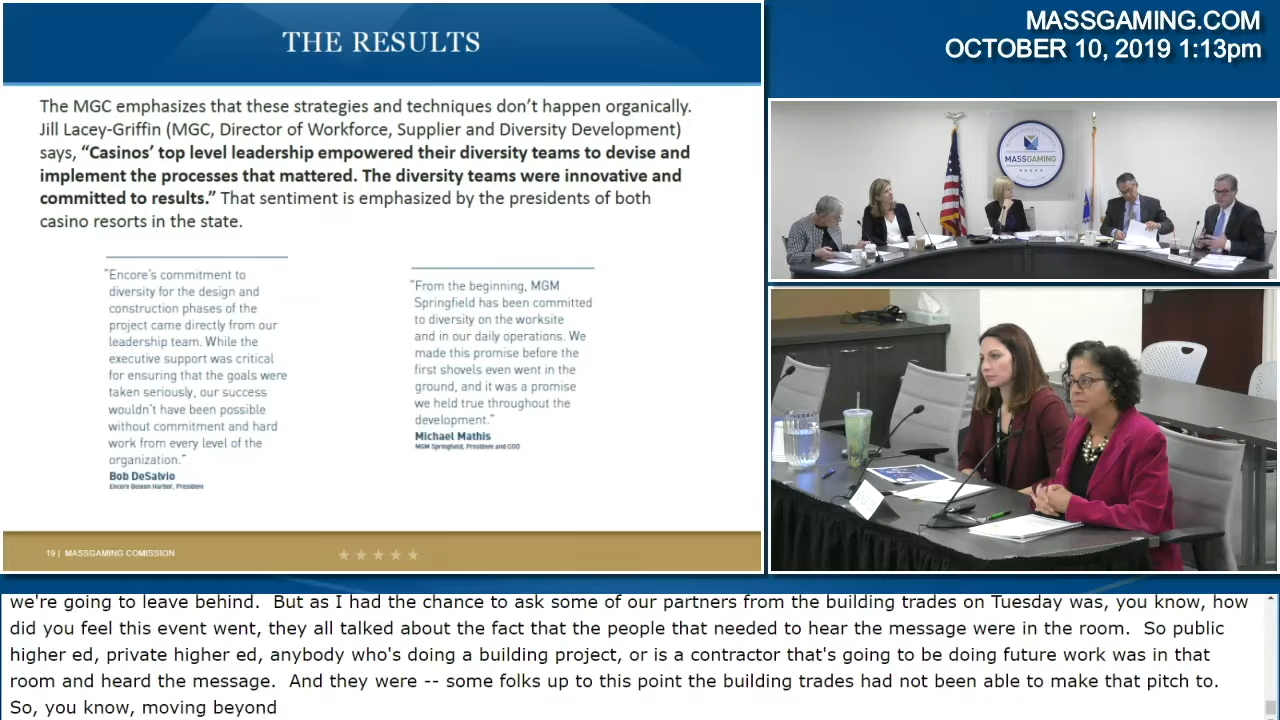 THE RESULTS
The MGC emphasizes that these strategies and techniques don't happen organically.
Jill Lacey-Griffin (MGC, Director of Workforce, Supplier and Diversity Development)
says, “Casinos' top level leadership empowered their diversity teams to devise and
implement the processes that mattered. The diversity teams were innovative and
committed to results.” That sentiment is emphasized by the presidents of both
casino resorts in the state.
“Encore's commitment to
diversity for the design and
construction phases of the
project came directly from our
leadership team. While the
executive support was critical
for ensuring that the goals were
taken seriously, our success
wouldn't have been possible
without commitment and hard
work from every level of the
organization.”
Bob DeSalvio
Encore Boston Harbor, President
“From the beginning, MGM
Springfield has been committed
to diversity on the worksite
and in our daily operations. We
made this promise before the
first shovels even went in the
ground, and it was a promise
we held true throughout the
development.”
Michael Mathis
MGM Springfield, President and COO
19 | MASSGAMING COMISSION
MASSGAMING.COM
OCTOBER 10, 2019 1:13pm
MASSGAMING
we're going to leave behind. But as I had the chance to ask some of our partners from the building trades on Tuesday was, you know, how
did you feel this event went, they all talked about the fact that the people that needed to hear the message were in the room. So public
higher ed, private higher ed, anybody who's doing a building project, or is a contractor that's going to be doing future work was in that
room and heard the message. And they were -- some folks up to this point the building trades had not been able to make that pitch to.
So, you know, moving beyond